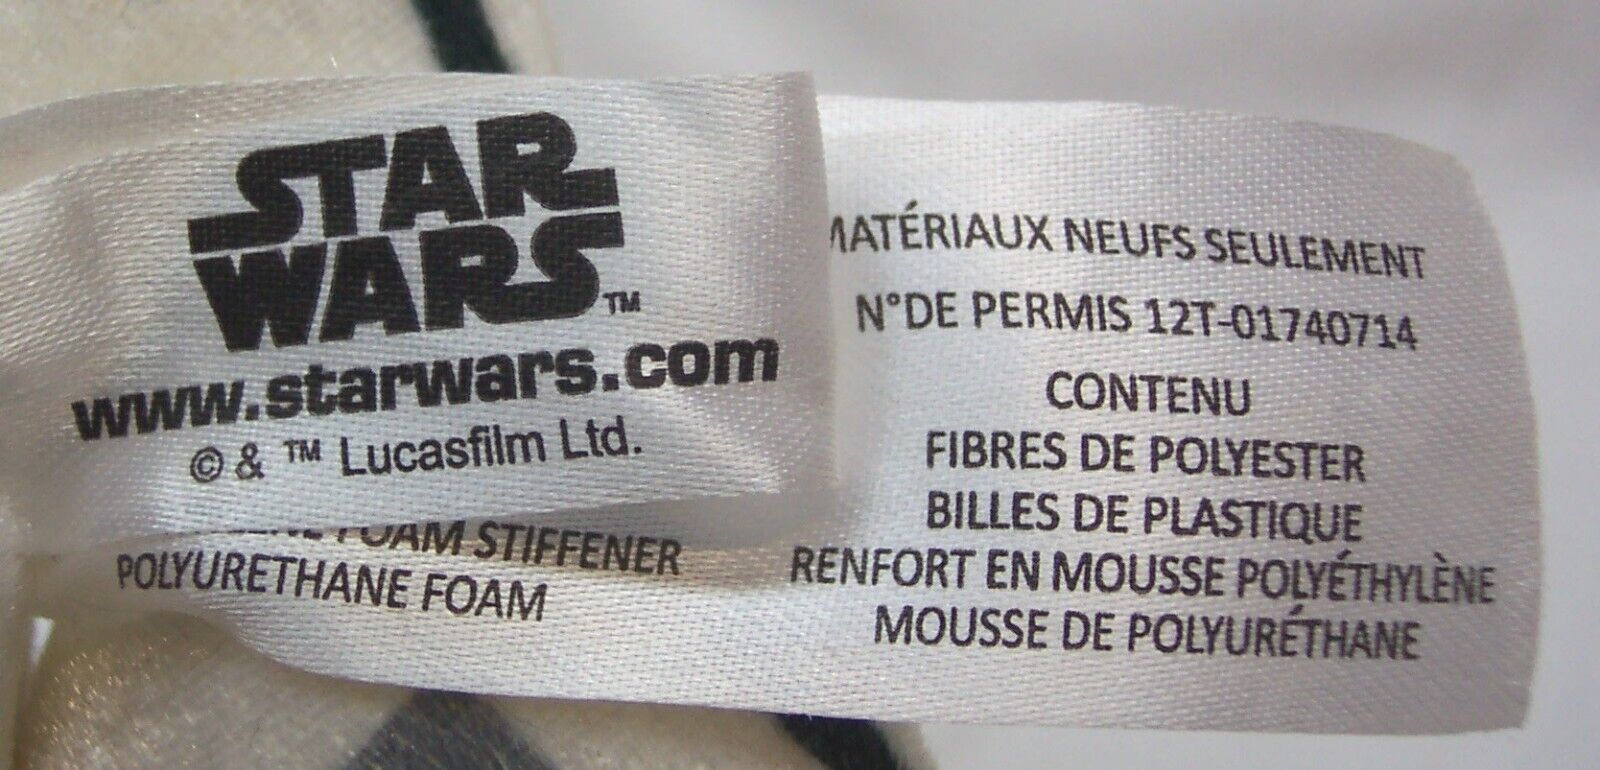 STAR
WARS™
www.starwars.com
© & ™ Lucasfilm Ltd.
FOAM STIFFENER
POLYURETHANE FOAM
MATÉRIAUX NEUFS SEULEMENT
N°DE PERMIS 12T-01740714
CONTENU
FIBRES DE POLYESTER
BILLES DE PLASTIQUE
RENFORT EN MOUSSE POLYÉTHYLÈNE
MOUSSE DE POLYURÉTHANE